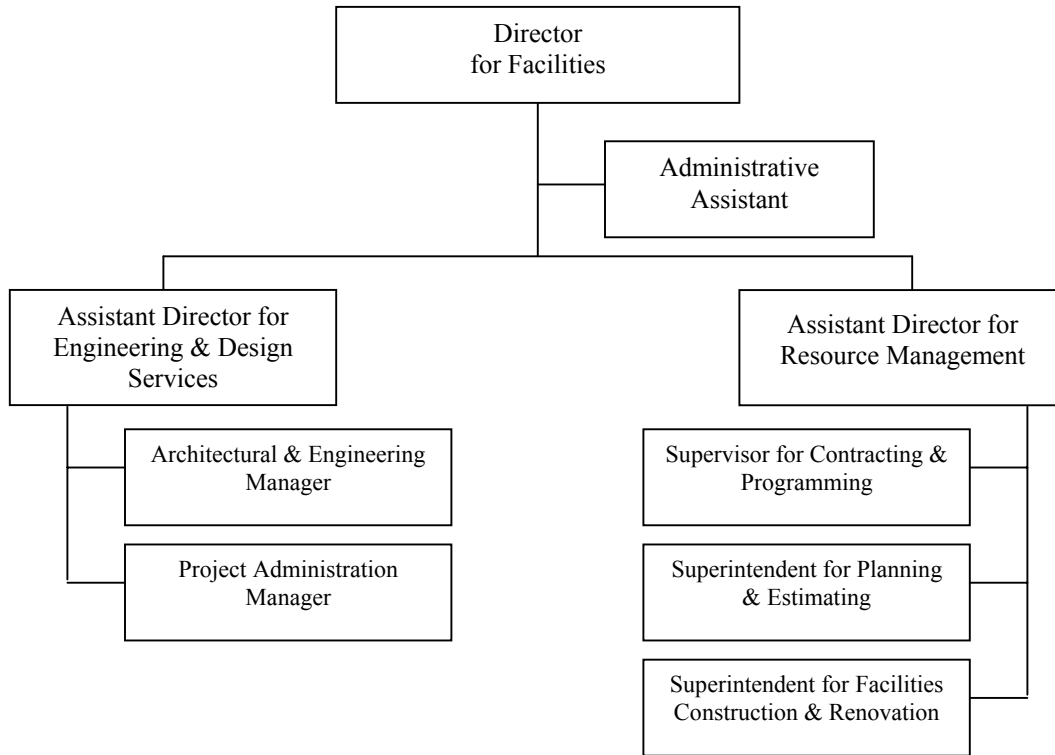 Director
for Facilities
Administrative
Assistant
Assistant Director for
Engineering & Design
Services
Architectural & Engineering
Manager
Project Administration
Manager
Assistant Director for
Resource Management
Supervisor for Contracting &
Programming
Superintendent for Planning
& Estimating
Superintendent for Facilities
Construction & Renovation